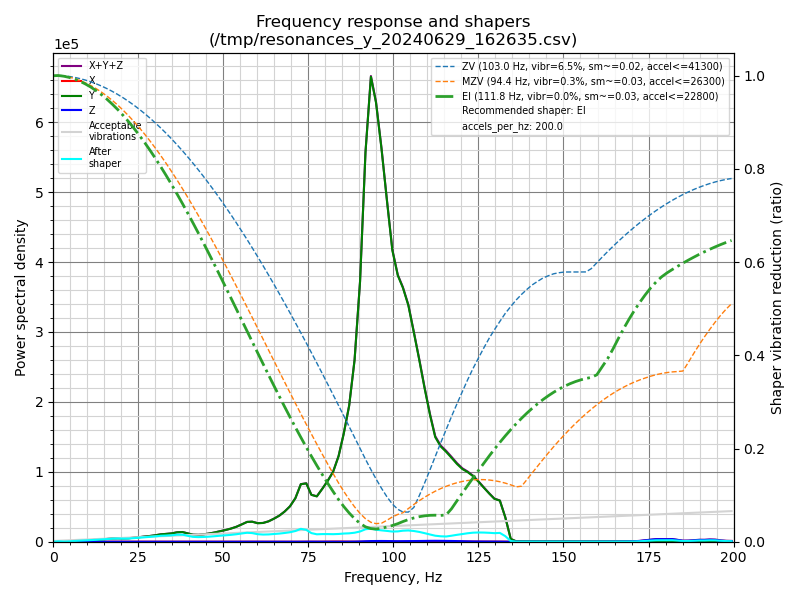 Frequency response and shapers
(/tmp/resonances_y_20240629_162635.csv)
1e5
X+Y+Z
X
Y
Z
Acceptable
vibrations
After
shaper
ZV (103.0 Hz, vibr=6.5%, sm~=0.02, accel<=41300)
MZV (94.4 Hz, vibr=0.3%, sm~=0.03, accel<=26300)
EI (111.8 Hz, vibr=0.0%, sm~=0.03, accel<=22800)
Recommended shaper: EI
accels_per_hz: 200.0
Power spectral density
6
5
4
3
2
1
0
1.0
0.8
0.6
0.4
0.2
0.0
Shaper vibration reduction (ratio)
0 25 50 75 100 125 150 175 200
Frequency, Hz